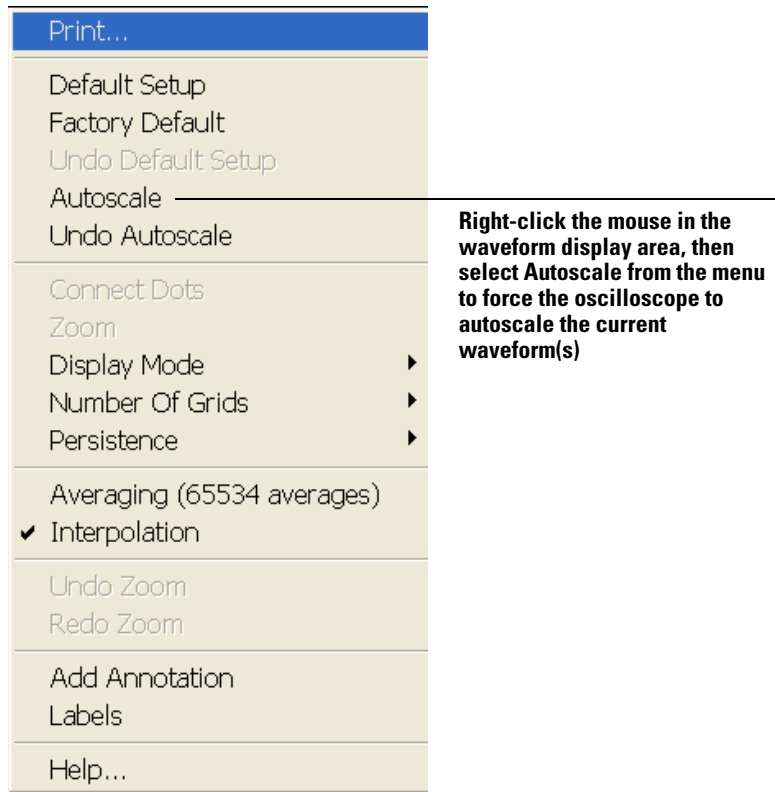 Print...
Default Setup
Factory Default
Undo Default Setup
Autoscale
Undo Autoscale
Right-click the mouse in the
waveform display area, then
select Autoscale from the menu
to force the oscilloscope to
autoscale the current
waveform(s)
Connect Dots
Zoom
Display Mode
Number Of Grids
Persistence
Averaging (65534 averages)
Interpolation
Undo Zoom
Redo Zoom
Add Annotation
Labels
Help...